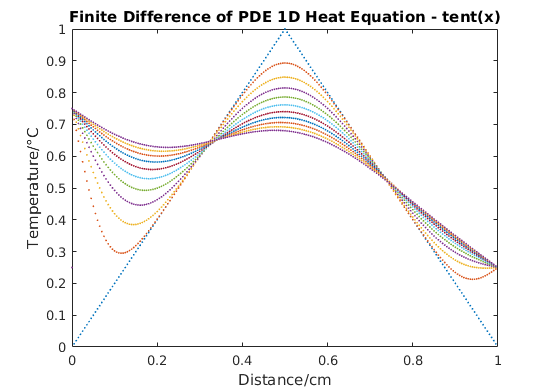 Finite Difference of PDE 1D Heat Equation - tent(x)
1
0.9
0.8
0.7
0.6
0.5
0.4
0.3
0.2
0.1
0
Temperature/°C
0 0.2 0.4 0.6 0.8 1
Distance/cm